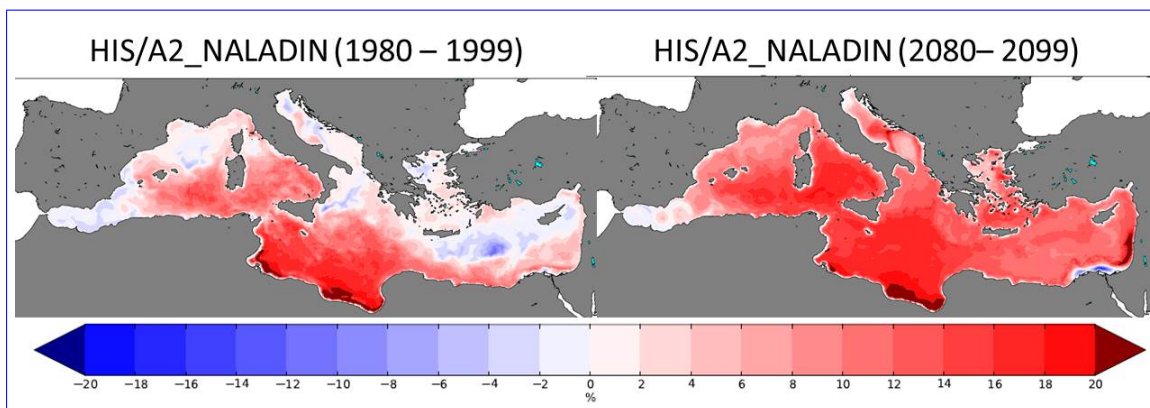 HIS/A2_NALADIN (1980 – 1999)
HIS/A2_NALADIN (2080– 2099)
−20 −18 −16 −14 −12 −10 −8 −6 −4 −2 0 2 4 6 8 10 12 14 16 18 20
%